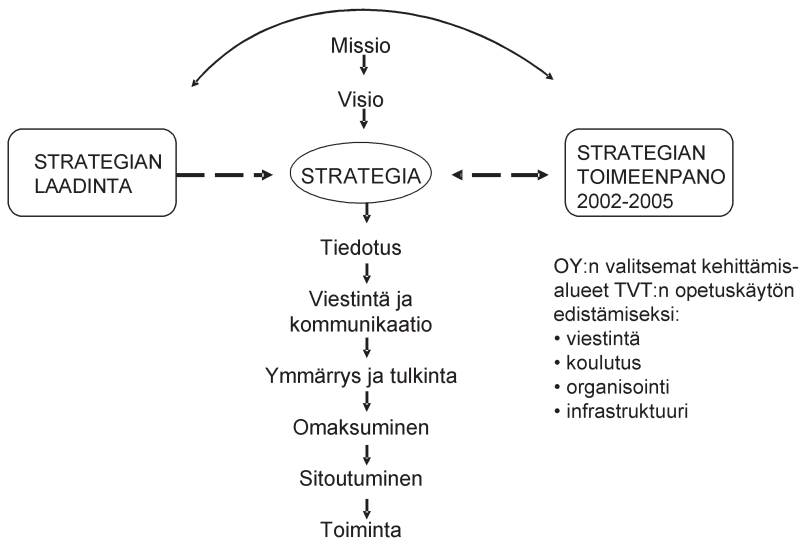 Missio
Visio
STRATEGIAN
LAADINTA
STRATEGIA
STRATEGIAN
TOIMEENPANO
2002-2005
Tiedotus
Viestintä ja
kommunikaatio
Ymmärrys ja tulkinta
Omaksuminen
Sitoutuminen
Toiminta
OY:n valitsemat kehittämis-
alueet TVT:n opetuskäytön
edistämiseksi:
• viestintä
• koulutus
• organisointi
• infrastruktuuri